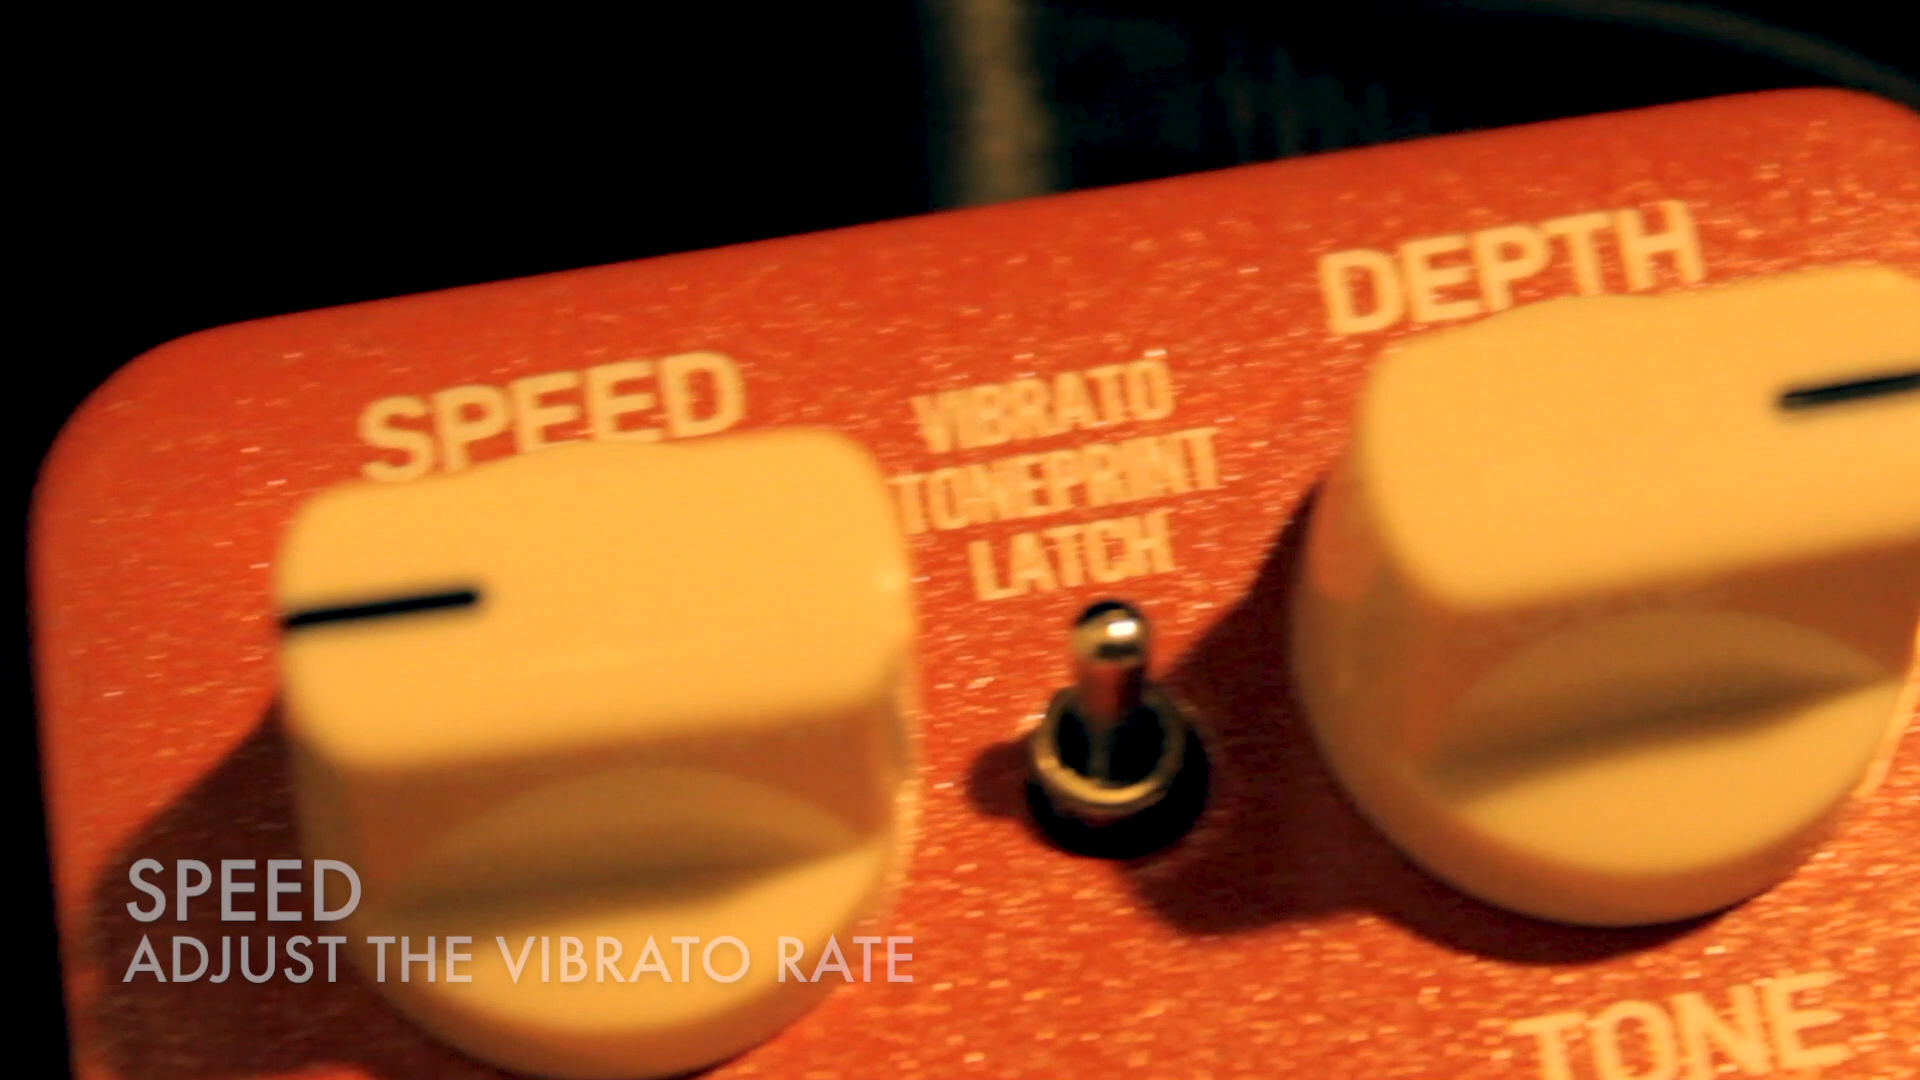 DEPTH
SPEED
VIBRATO
TONEPRINT
LATCH
SPEED
ADJUST THE VIBRATO RATE
TONE